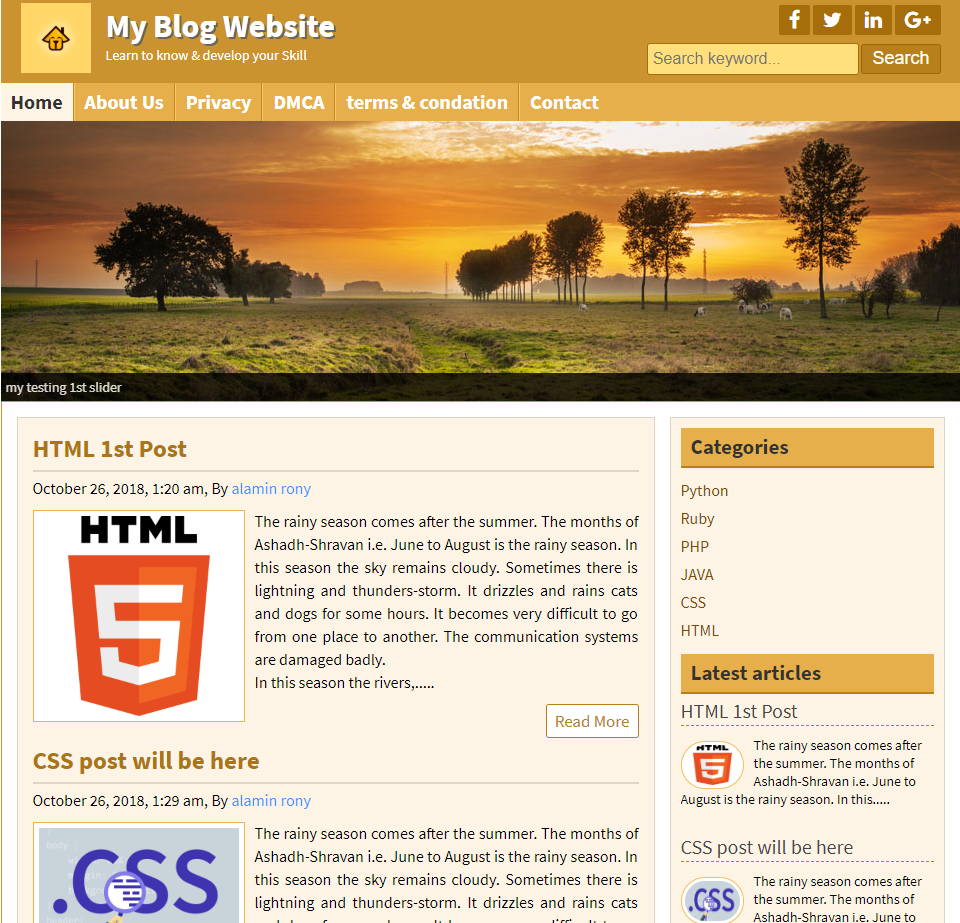 My Blog Website
Learn to know & develop your Skill
f in G+
Search keyword... Search
Home About Us Privacy DMCA terms & condation Contact
my testing 1st slider
HTML 1st Post
October 26, 2018, 1:20 am, By alamin rony
HTML
5
The rainy season comes after the summer. The months of
Ashadh-Shravan i.e. June to August is the rainy season. In
this season the sky remains cloudy. Sometimes there is
lightning and thunders-storm. It drizzles and rains cats
and dogs for some hours. It becomes very difficult to go
from one place to another. The communication systems
are damaged badly.
In this season the rivers,.....
Read More
CSS post will be here
October 26, 2018, 1:29 am, By alamin rony
body {
.CSS
The rainy season comes after the summer. The months of
Ashadh-Shravan i.e. June to August is the rainy season. In
this season the sky remains cloudy. Sometimes there is
lightning and thunders-storm. It drizzles and rains cats
Categories
Python
Ruby
PHP
JAVA
CSS
HTML
Latest articles
HTML 1st Post
HTML
5
The rainy season comes after
the summer. The months of
Ashadh-Shravan i.e. June to
August is the rainy season. In this.....
CSS post will be here
.CSS
The rainy season comes after
the summer. The months of
Ashadh-Shravan i.e. June to